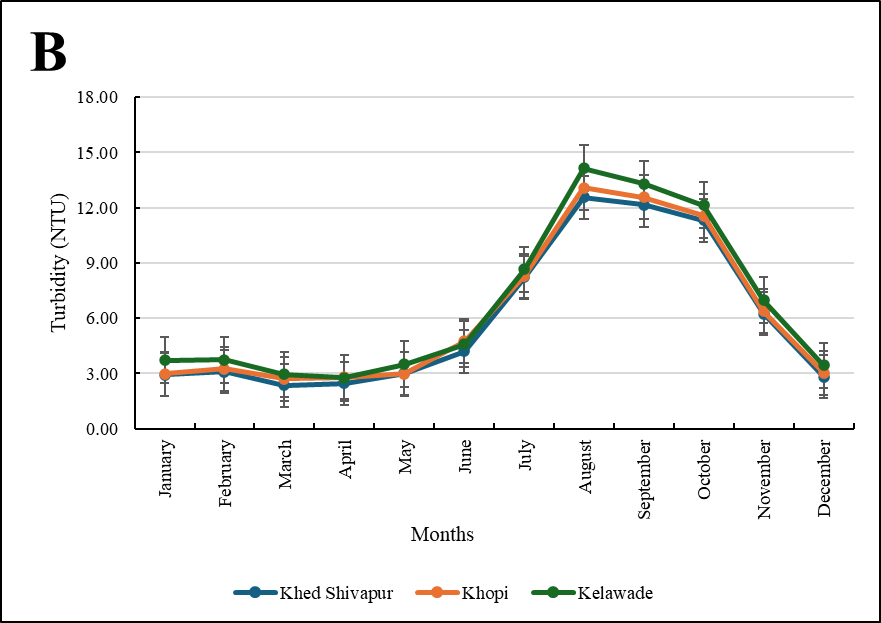 B
18.00
15.00
12.00
9.00
6.00
3.00
0.00
Turbidity (NTU)
January
February
March
April
May
June
July
August
September
October
November
December
Months
Khed Shivapur
Khopi
Kelawade